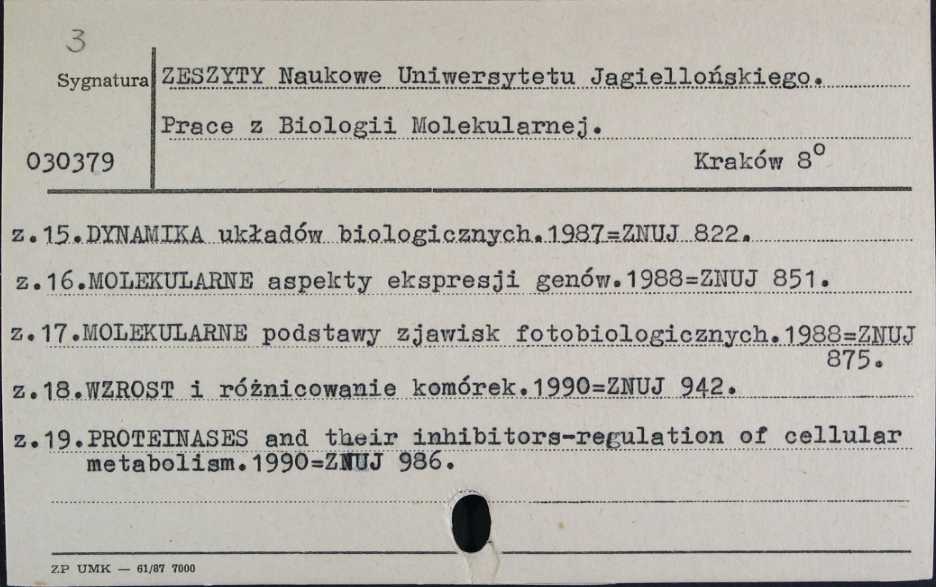 3
Sygnatura ZESZYTY Naukowe Uniwersytetu Jagiellońskiego.
Prace z Biologii Molekularnej.
030379 Kraków 8°
z.15.DYNAMIKA układów biologicznych.1987=ZNUJ 822.
z.16.MOLEKULARNE aspekty ekspresji genów.1988=ZNUJ 851.
z.17.MOLEKULARNE podstawy zjawisk fotobiologicznych.1988=ZNUJ
875.
z.18.WZROST i różnicowanie komórek.1990=ZNUJ 942.
z.19.PROTEINASES and their inhibitors-regulation of cellular
metabolism.1990=ZNUJ 986.
ZP UMK — 61/87 7000